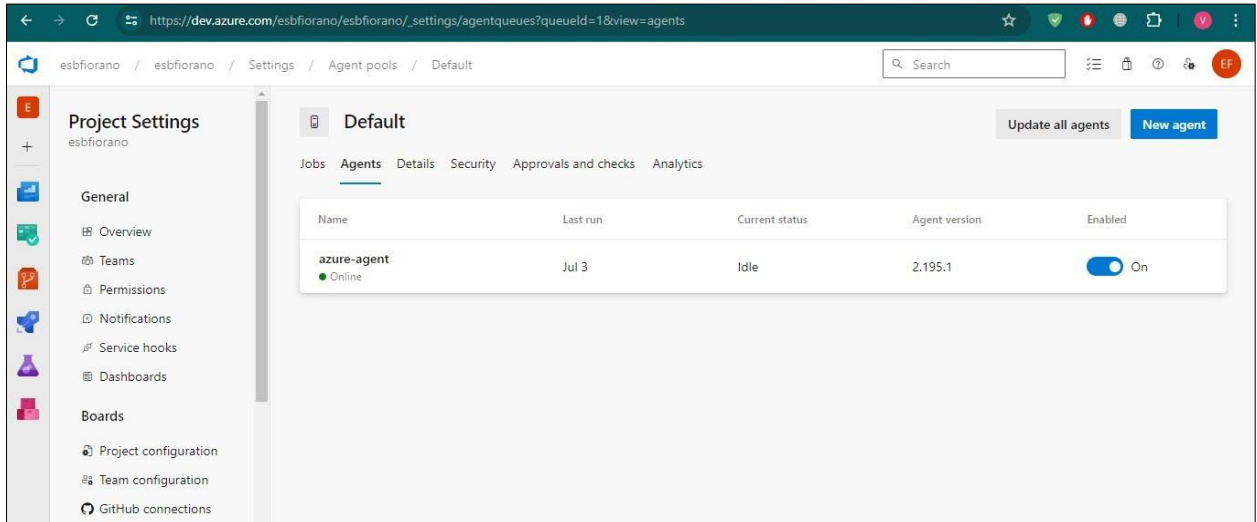 https://dev.azure.com/esbfiorano/esbfiorano/_settings/agentqueues?queueId=1&view=agents
V
esbfiorano / esbfiorano / Settings / Agent pools / Default
Search
EF
E
Project Settings
esbfiorano
General
Overview
Teams
Permissions
Notifications
Service hooks
Dashboards
Boards
Project configuration
Team configuration
GitHub connections
Default
Update all agents
New agent
Jobs Agents Details Security Approvals and checks Analytics
Name Last run Current status Agent version Enabled
azure-agent Jul 3 Idle 2.195.1 On
Online